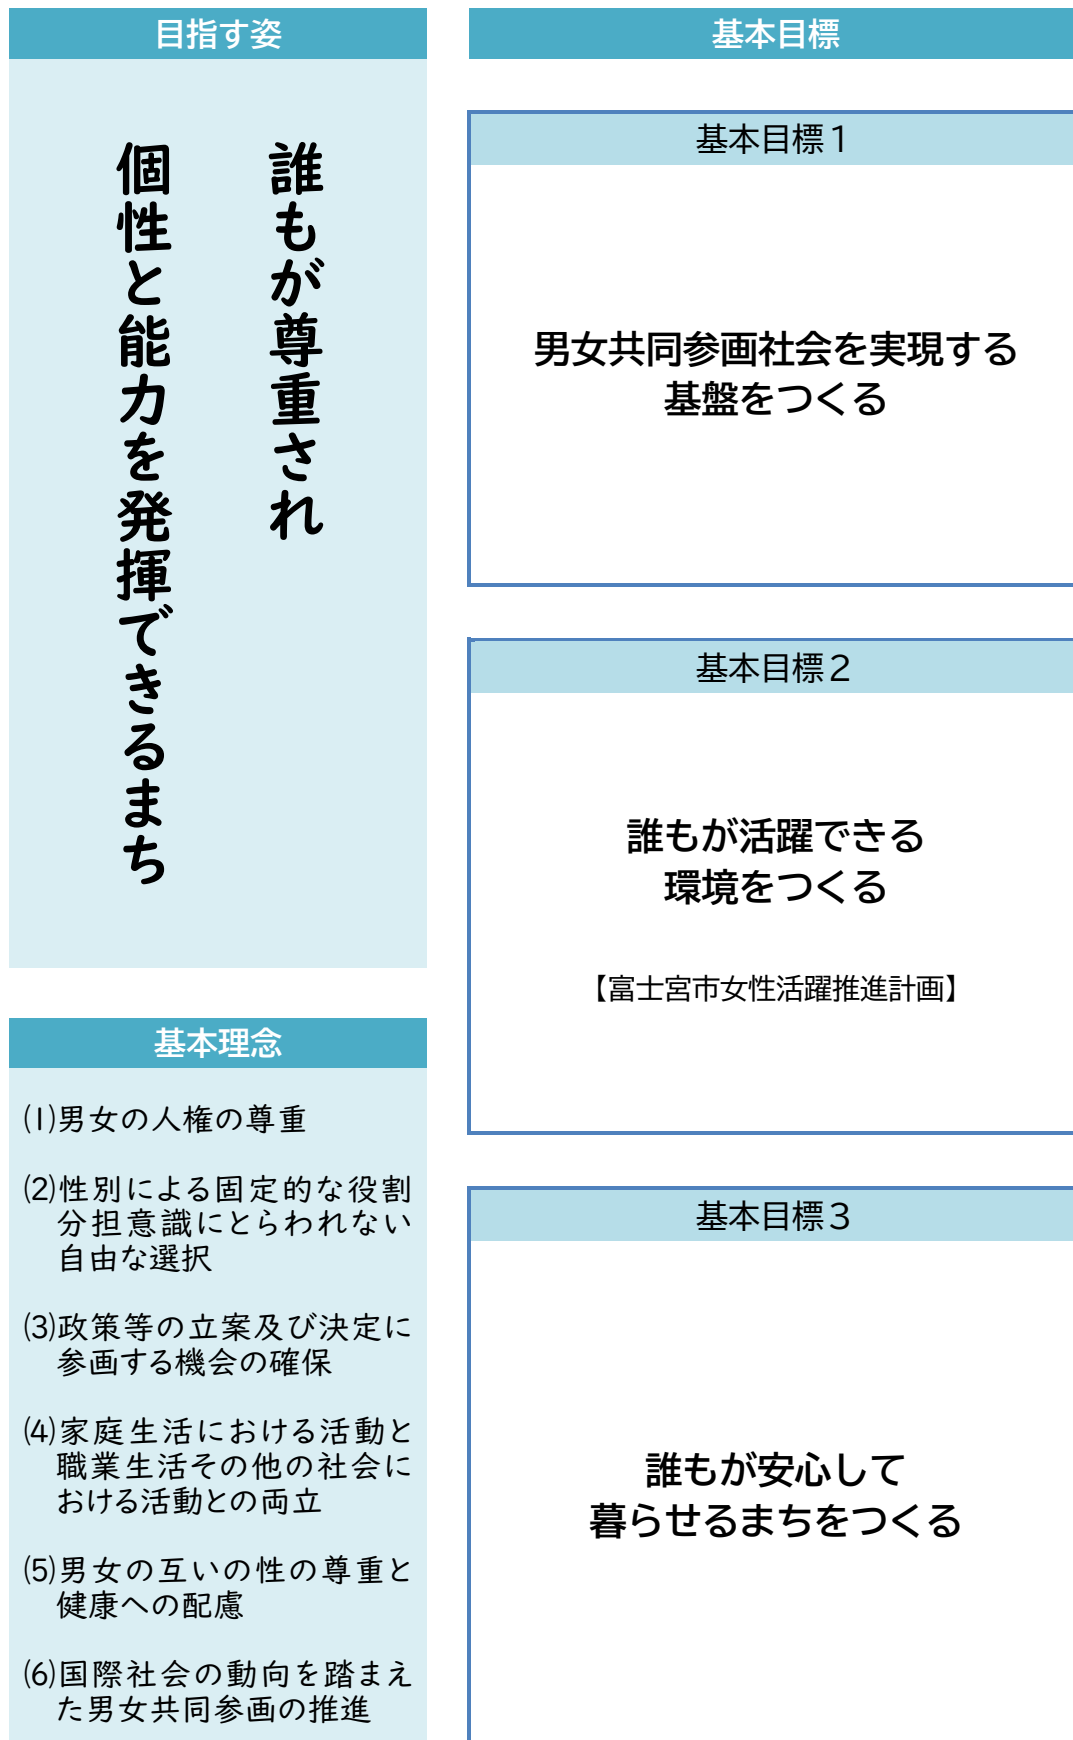 目指す姿
誰もが尊重され
個性と能力を発揮できるまち
基本理念
⑴男女の人権の尊重
⑵性別による固定的な役割
分担意識にとらわれない
自由な選択
⑶政策等の立案及び決定に
参画する機会の確保
⑷家庭生活における活動と
職業生活その他の社会に
おける活動との両立
⑸男女の互いの性の尊重と
健康への配慮
⑹国際社会の動向を踏まえ
た男女共同参画の推進
基本目標
基本目標１
男女共同参画社会を実現する
基盤をつくる
基本目標２
誰もが活躍できる
環境をつくる
【富士宮市女性活躍推進計画】
基本目標３
誰もが安心して
暮らせるまちをつくる